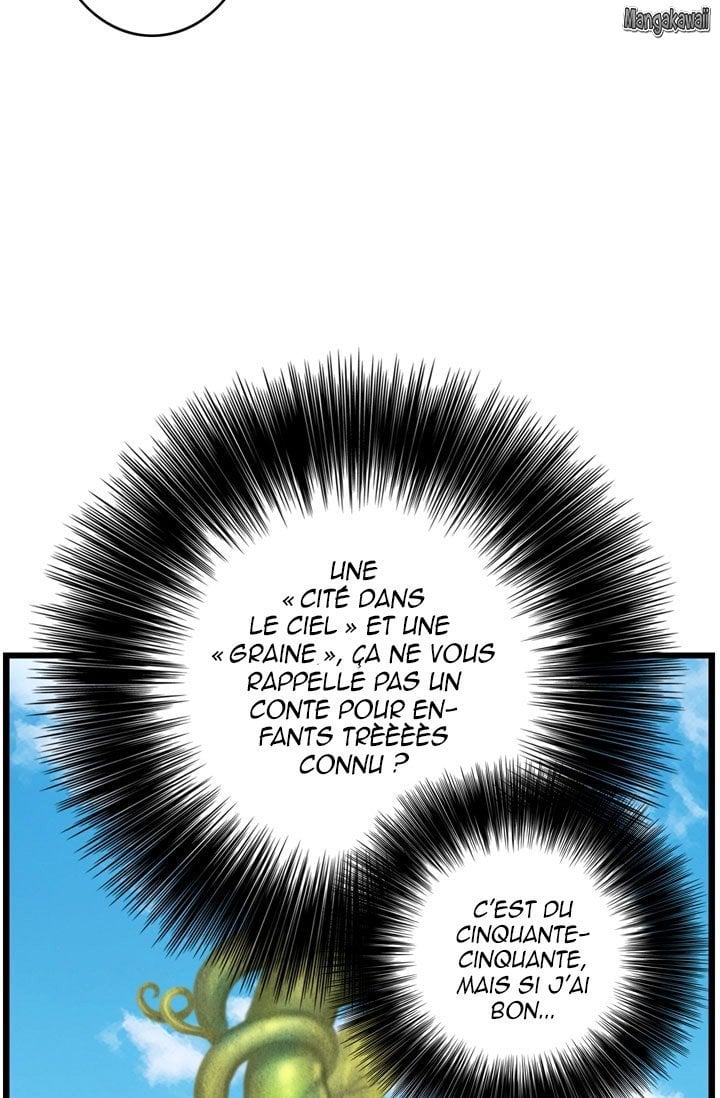 Mangakawaii
UNE
« CITÉ DANS
LE CIEL » ET UNE
« GRAINE », ÇA NE VOUS
RAPPELLE PAS UN
CONTE POUR EN-
FANTS TRÈÈÈÈS
CONNU ?
C'EST DU
CINQUANTE-
CINQUANTE,
MAIS SI J'AI
BON...